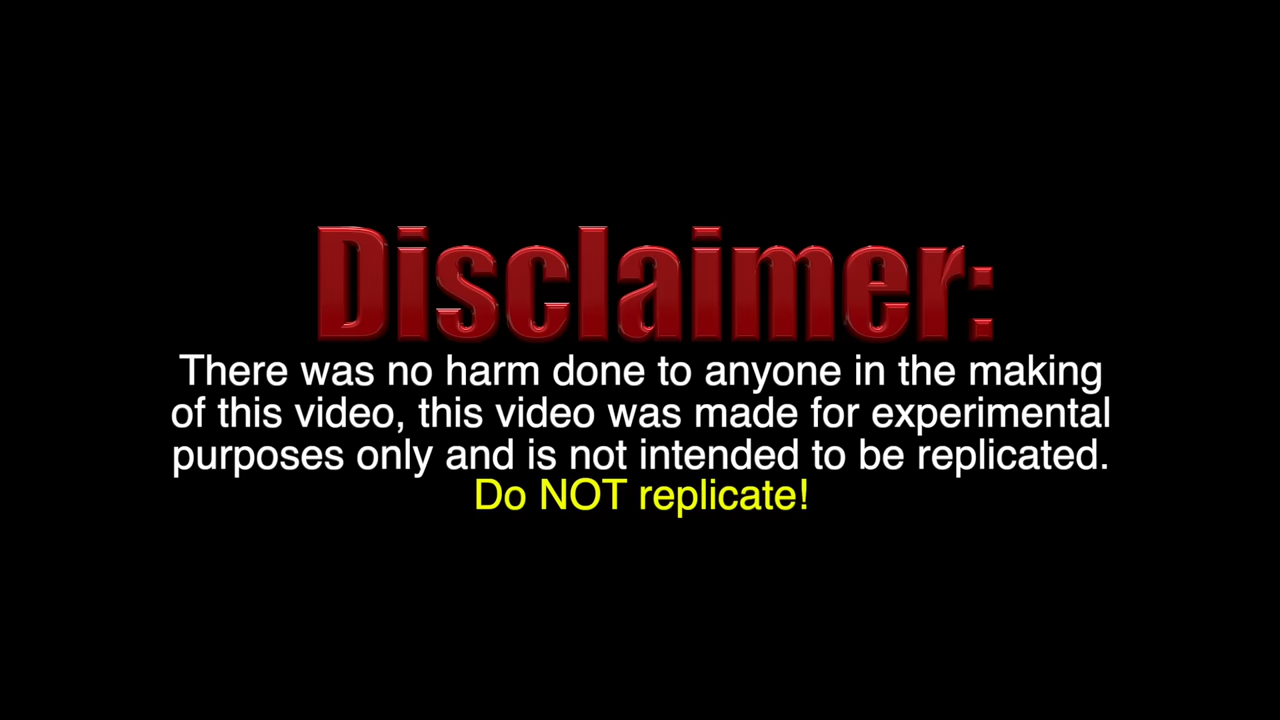 Disclaimer:
There was no harm done to anyone in the making
of this video, this video was made for experimental
purposes only and is not intended to be replicated.
Do NOT replicate!